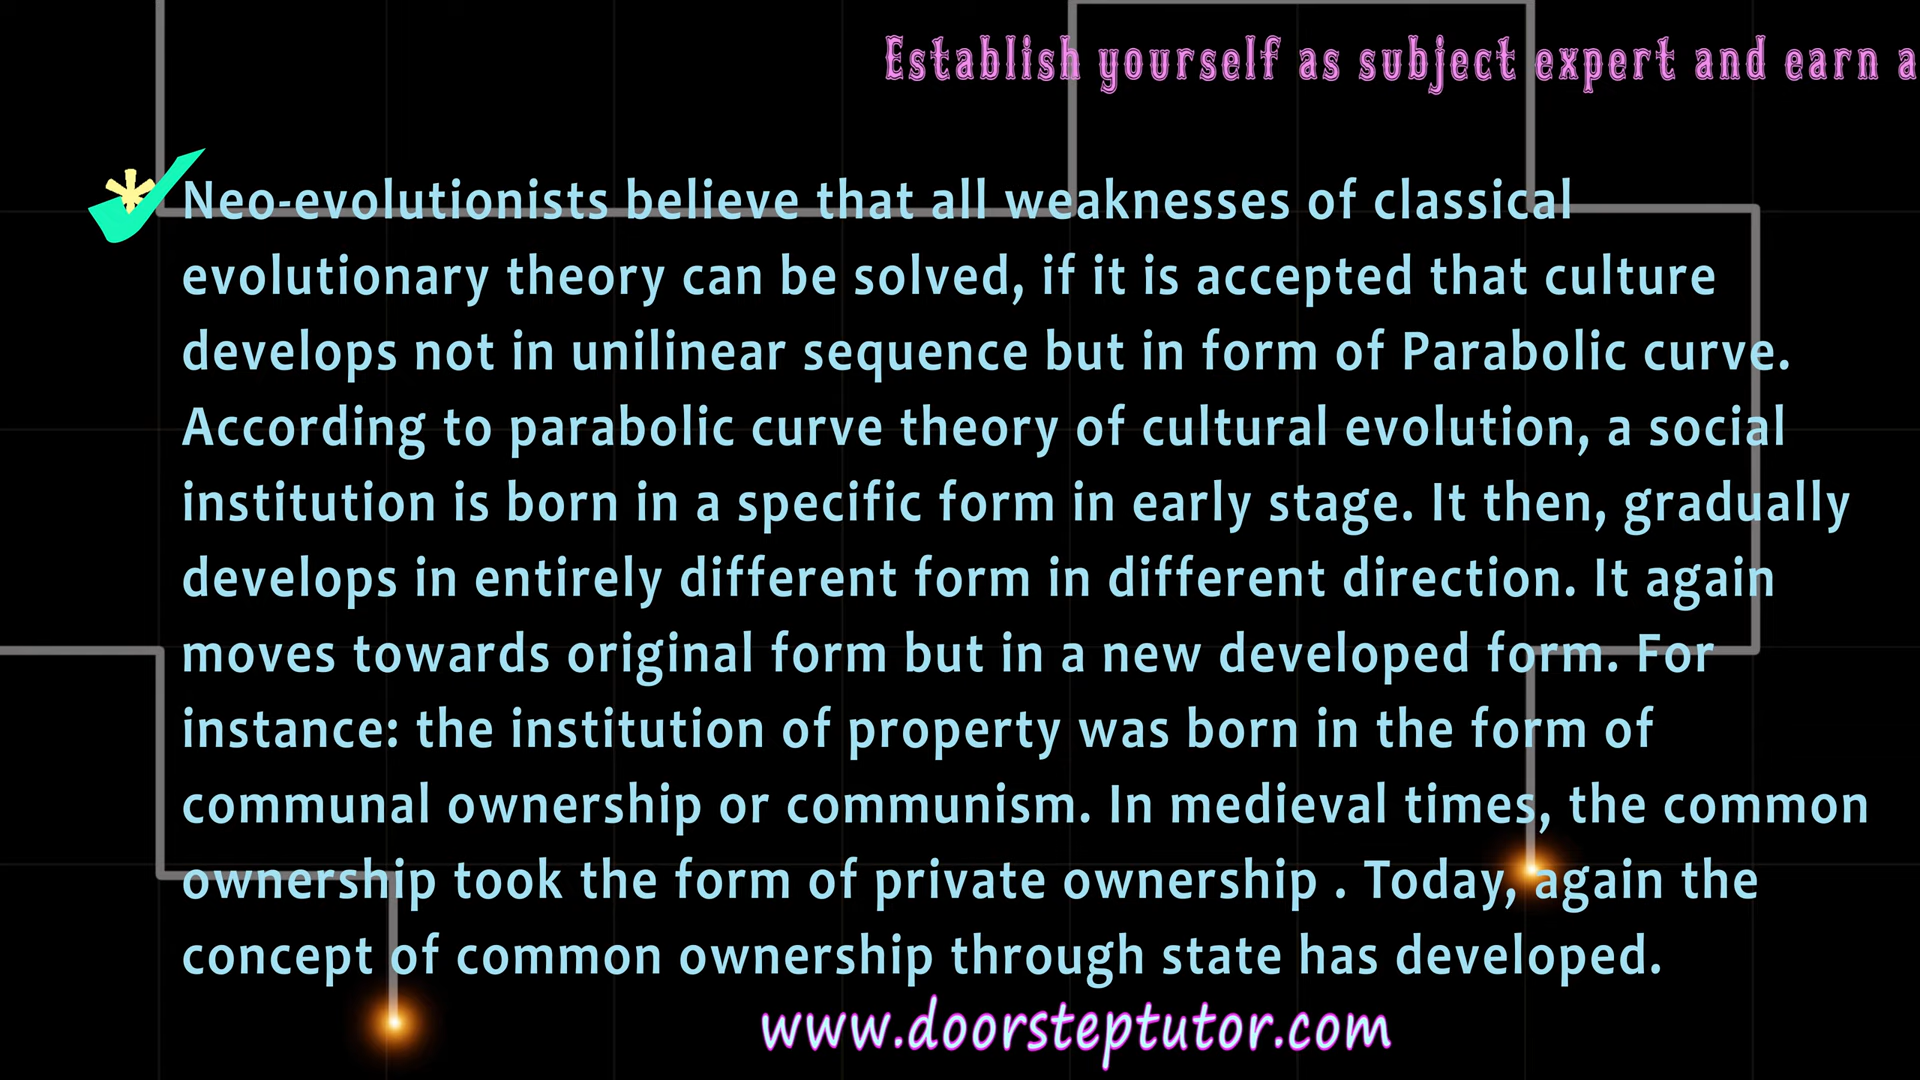 Establish yourself as subject expert and earn a
Neo-evolutionists believe that all weaknesses of classical
evolutionary theory can be solved, if it is accepted that culture
develops not in unilinear sequence but in form of Parabolic curve.
According to parabolic curve theory of cultural evolution, a social
institution is born in a specific form in early stage. It then, gradually
develops in entirely different form in different direction. It again
moves towards original form but in a new developed form. For
instance: the institution of property was born in the form of
communal ownership or communism. In medieval times, the common
ownership took the form of private ownership . Today, again the
concept of common ownership through state has developed.
www.doorsteptutor.com